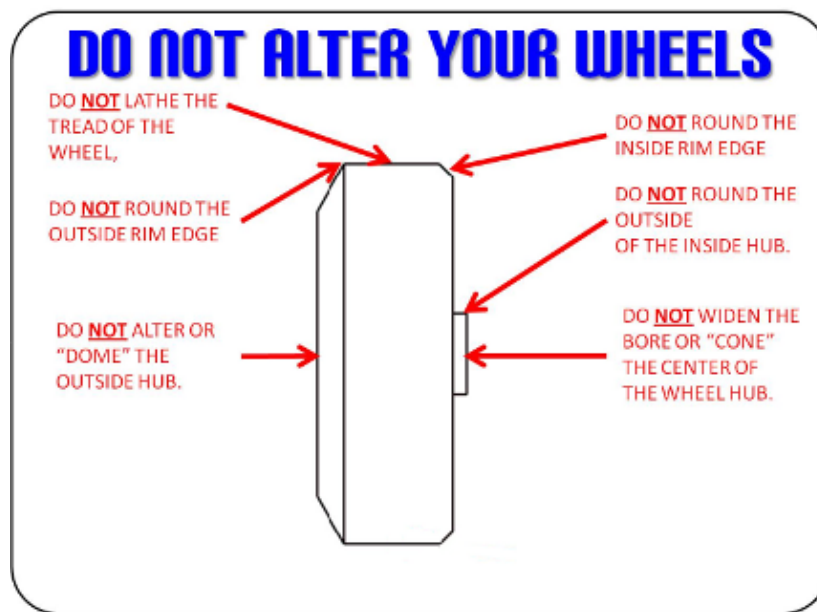 DO NOT ALTER YOUR WHEELS
DO NOT LATHE THE
TREAD OF THE
WHEEL,
DO NOT ROUND THE
OUTSIDE RIM EDGE
DO NOT ALTER OR
“DOME” THE
OUTSIDE HUB.
DO NOT ROUND THE
INSIDE RIM EDGE
DO NOT ROUND THE
OUTSIDE
OF THE INSIDE HUB.
DO NOT WIDEN THE
BORE OR “CONE”
THE CENTER OF
THE WHEEL HUB.